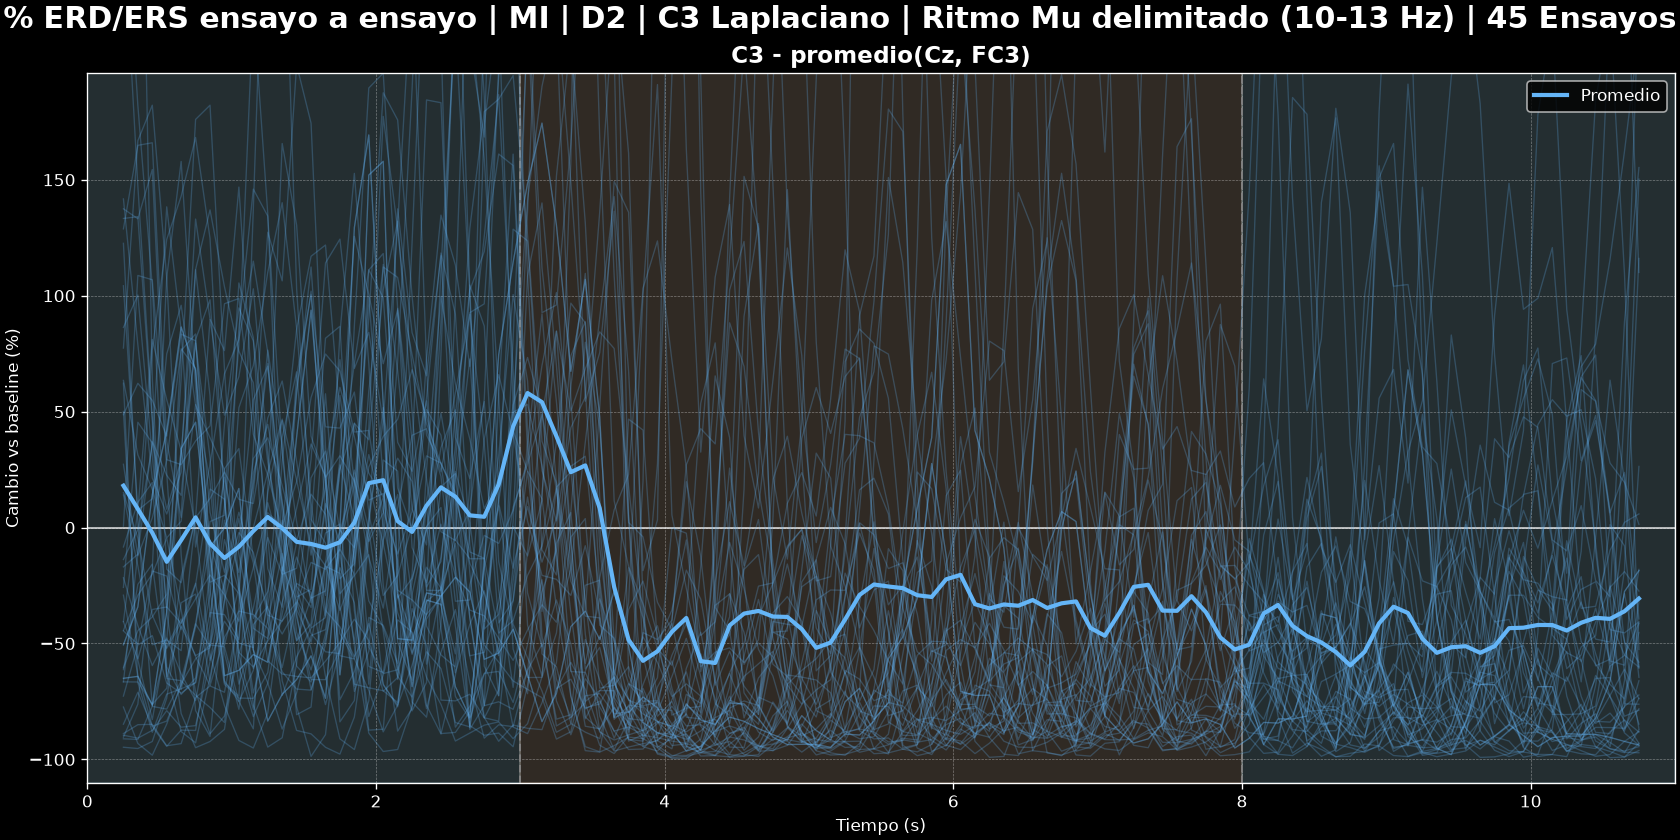 % ERD/ERS ensayo a ensayo | MI | D2 | C3 Laplaciano | Ritmo Mu delimitado (10-13 Hz) | 45 Ensayos
C3 - promedio(Cz, FC3)
Promedio
Cambio vs baseline (%)
150
100
50
0
−50
−100
0 2 4 6 8 10
Tiempo (s)